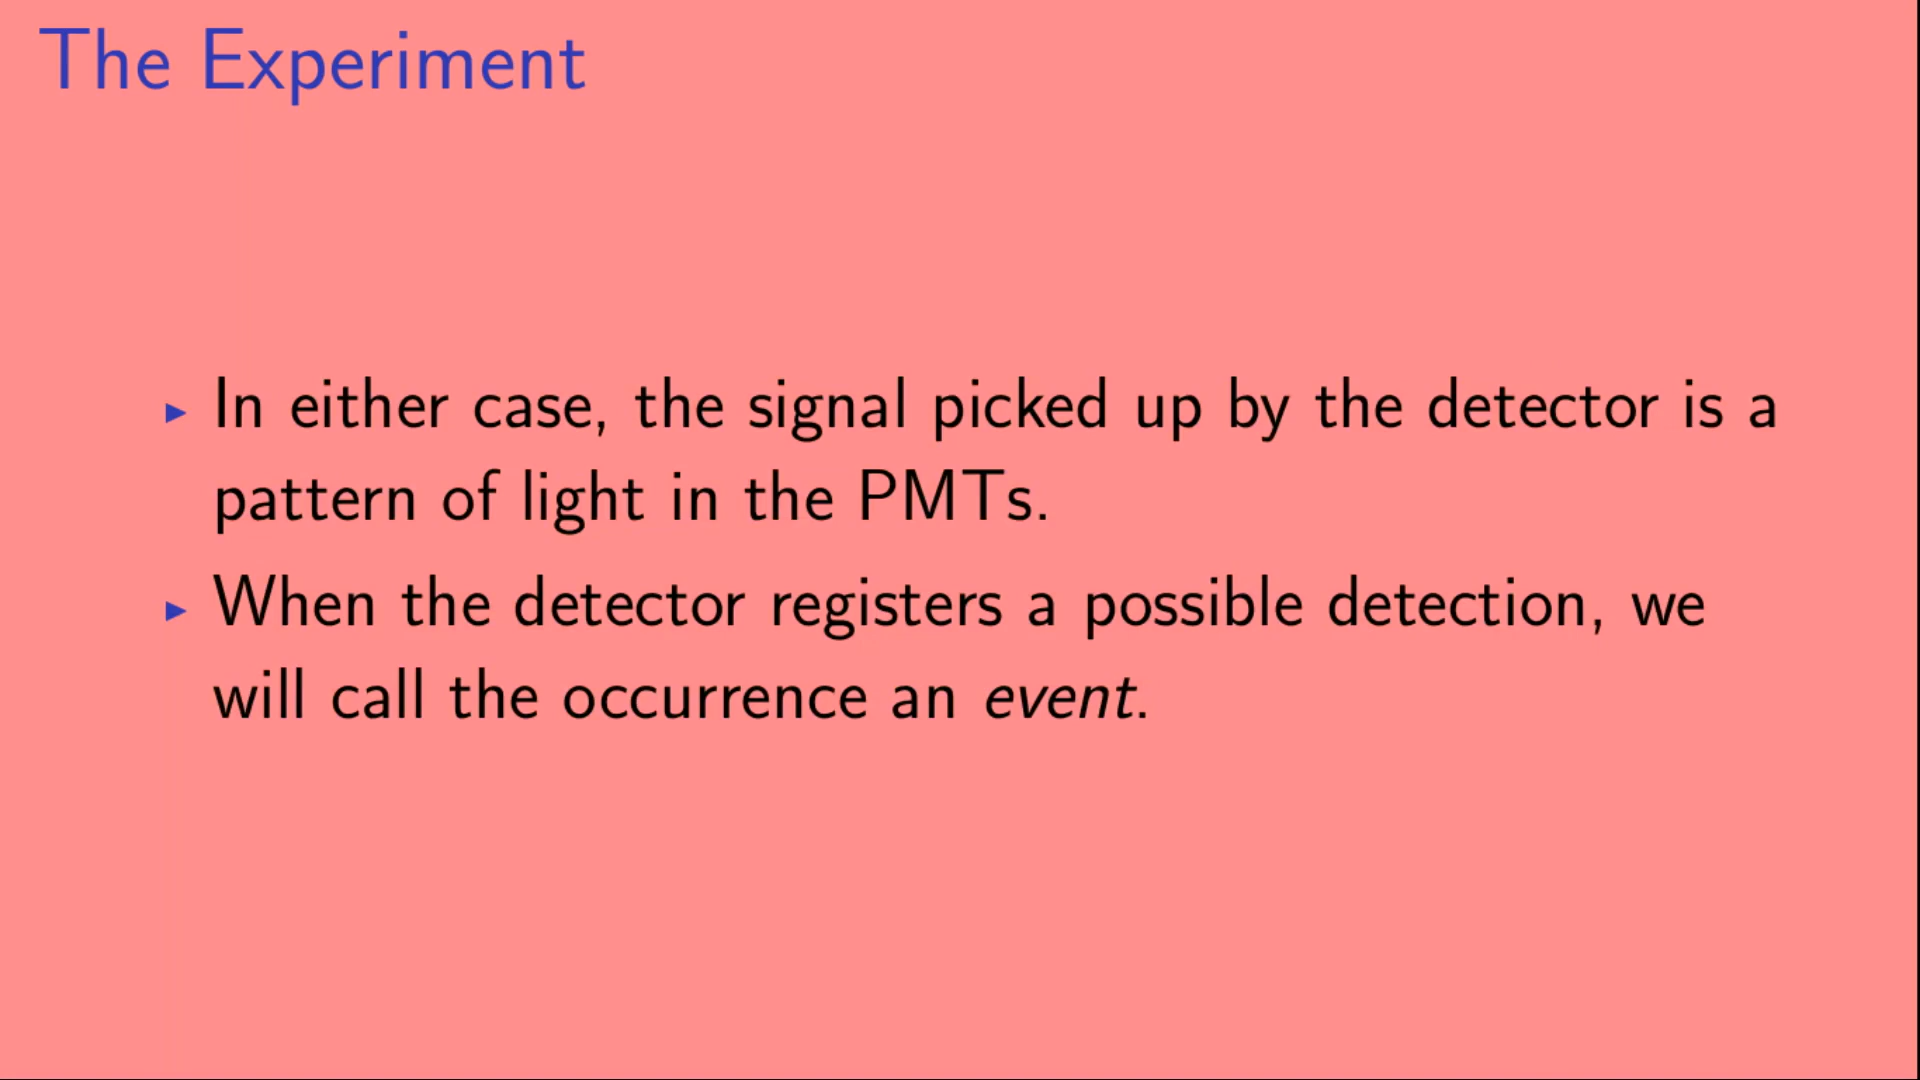 The Experiment
In either case, the signal picked up by the detector is a
pattern of light in the PMTs.
When the detector registers a possible detection, we
will call the occurrence an event.